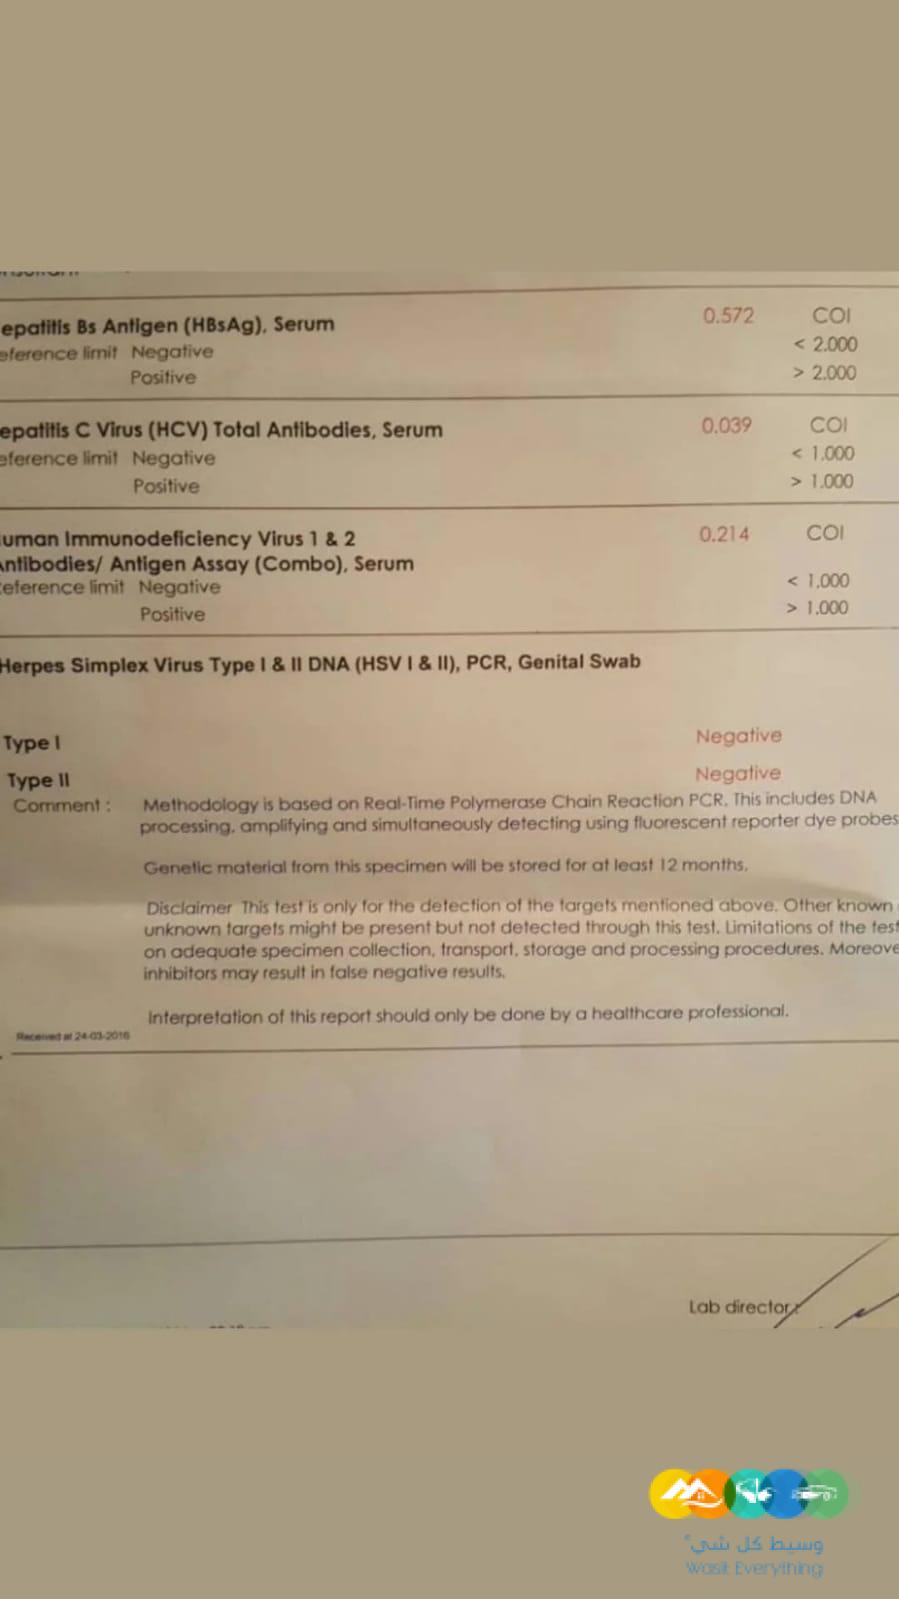 epatitis Bs Antigen (HBsAg), Serum 0.572 COI
eference limit Negative < 2.000
Positive > 2.000
epatitis C Virus (HCV) Total Antibodies, Serum 0.039 COI
eference limit Negative < 1.000
Positive > 1.000
uman Immunodeficiency Virus 1 & 2 0.214 COI
Antibodies/ Antigen Assay (Combo), Serum
eference limit Negative < 1.000
Positive > 1.000
Herpes Simplex Virus Type I & II DNA (HSV I & II), PCR, Genital Swab
Type I Negative
Type II Negative
Comment : Methodology is based on Real-Time Polymerase Chain Reaction PCR. This includes DNA
processing, amplifying and simultaneously detecting using fluorescent reporter dye probes
Genetic material from this specimen will be stored for at least 12 months.
Disclaimer This test is only for the detection of the targets mentioned above. Other known
unknown targets might be present but not detected through this test. Limitations of the test
on adequate specimen collection, transport, storage and processing procedures. Moreove
inhibitors may result in false negative results.
Interpretation of this report should only be done by a healthcare professional.
Received at 24-03-2016
Lab director:
وسيط كل شيء
Wasit Everything